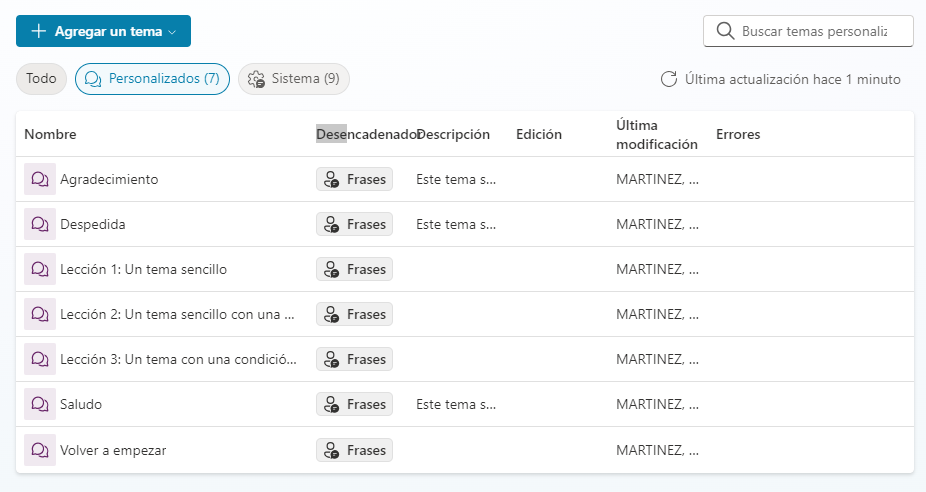 Agregar un tema
Buscar temas personaliz
Todo
Personalizados (7)
Sistema (9)
Última actualización hace 1 minuto
Nombre
Desencadenador
Descripción
Edición
Última
modificación
Errores
Agradecimiento Frases Este tema s... MARTINEZ, ...
Despedida Frases Este tema s... MARTINEZ, ...
Lección 1: Un tema sencillo Frases MARTINEZ, ...
Lección 2: Un tema sencillo con una ... Frases MARTINEZ, ...
Lección 3: Un tema con una condició... Frases MARTINEZ, ...
Saludo Frases Este tema s... MARTINEZ, ...
Volver a empezar Frases MARTINEZ, ...